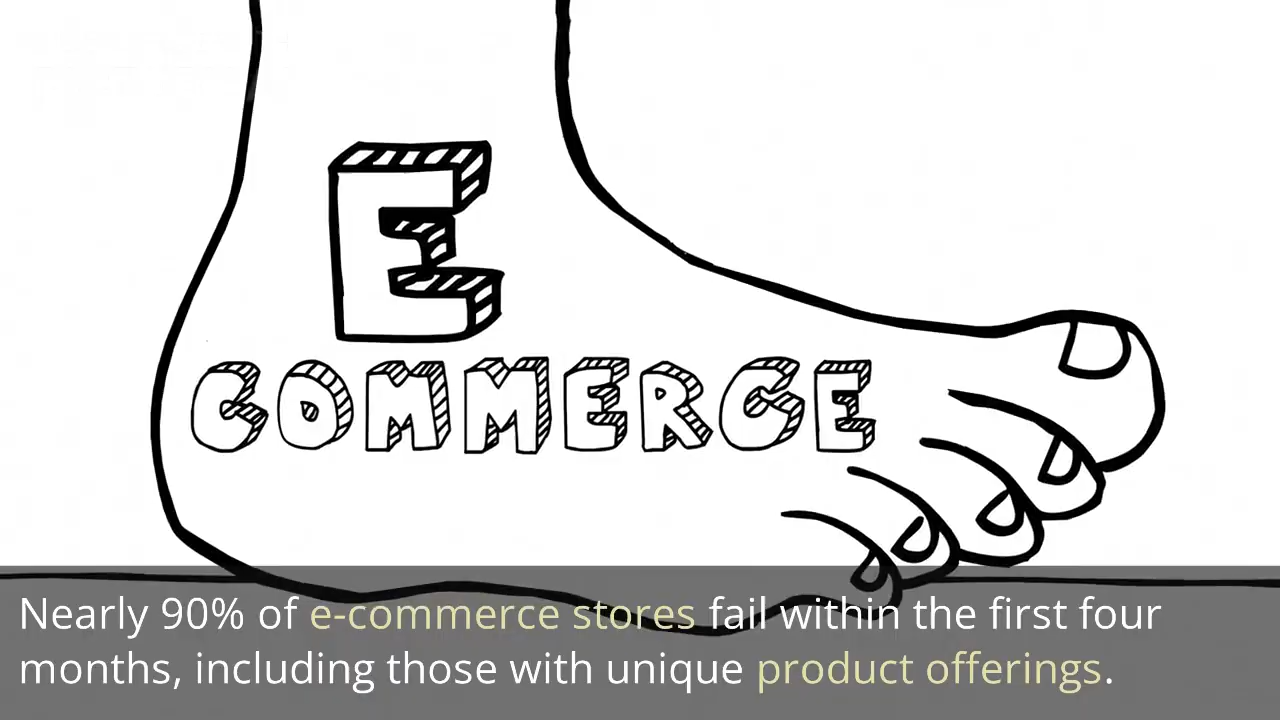 E
COMMERCE
Nearly 90% of e-commerce stores fail within the first four
months, including those with unique product offerings.